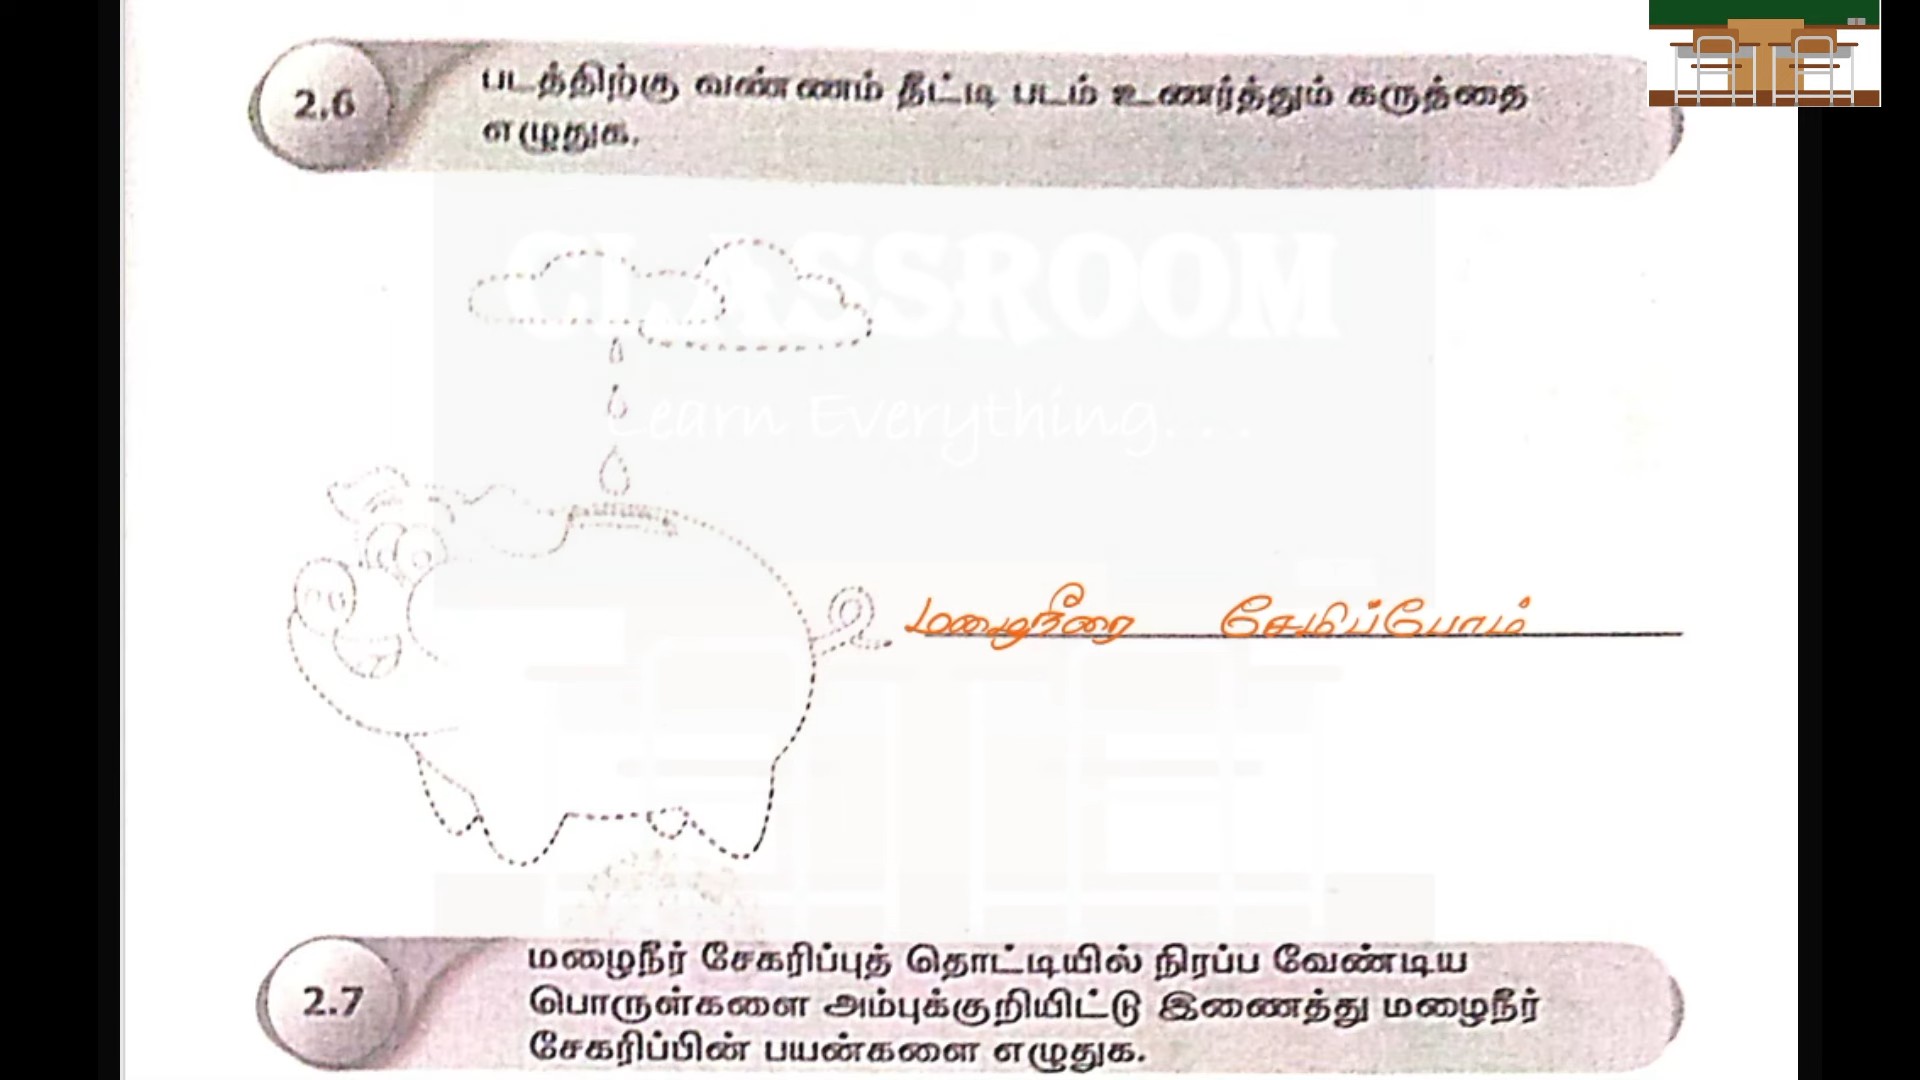 2.6
படத்திற்கு வண்ணம் தீட்டி படம் உணர்த்தும் கருத்தை
எழுதுக.
CLASSROOM
Learn Everything. . .
மழைநீரை சேமிப்போம்
2.7
மழைநீர் சேகரிப்புத் தொட்டியில் நிரப்ப வேண்டிய
பொருள்களை அம்புக்குறியிட்டு இணைத்து மழைநீர்
சேகரிப்பின் பயன்களை எழுதுக.